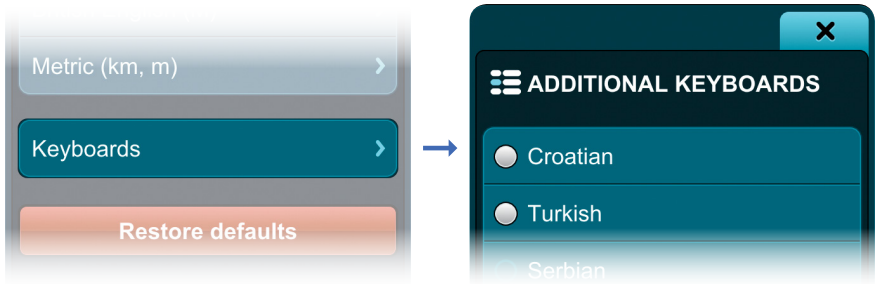 Metric (km, m)
Keyboards
Restore defaults
ADDITIONAL KEYBOARDS
Croatian
Turkish
Serbian